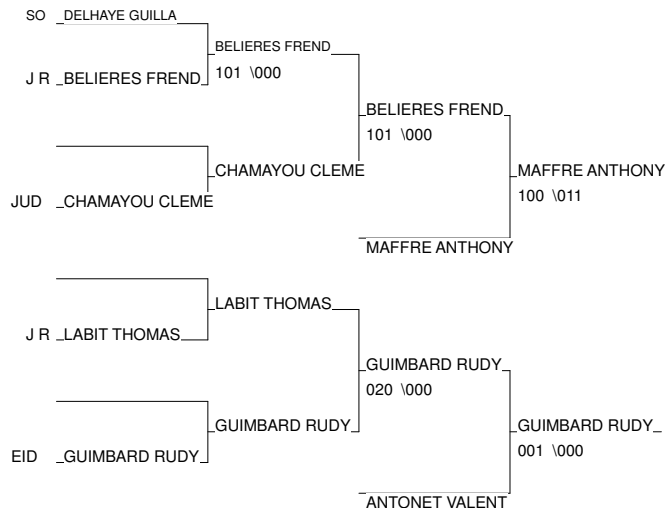 SO DELHAYE GUILLA
BELIERES FREND
J R BELIERES FREND 101 \000
BELIERES FREND
101 \000
CHAMAYOU CLEME MAFFRE ANTHONY
JUD CHAMAYOU CLEME 100 \011
MAFFRE ANTHONY
LABIT THOMAS
J R LABIT THOMAS
GUIMBARD RUDY
020 \000
GUIMBARD RUDY GUIMBARD RUDY
EID GUIMBARD RUDY 001 \000
ANTONET VALENT